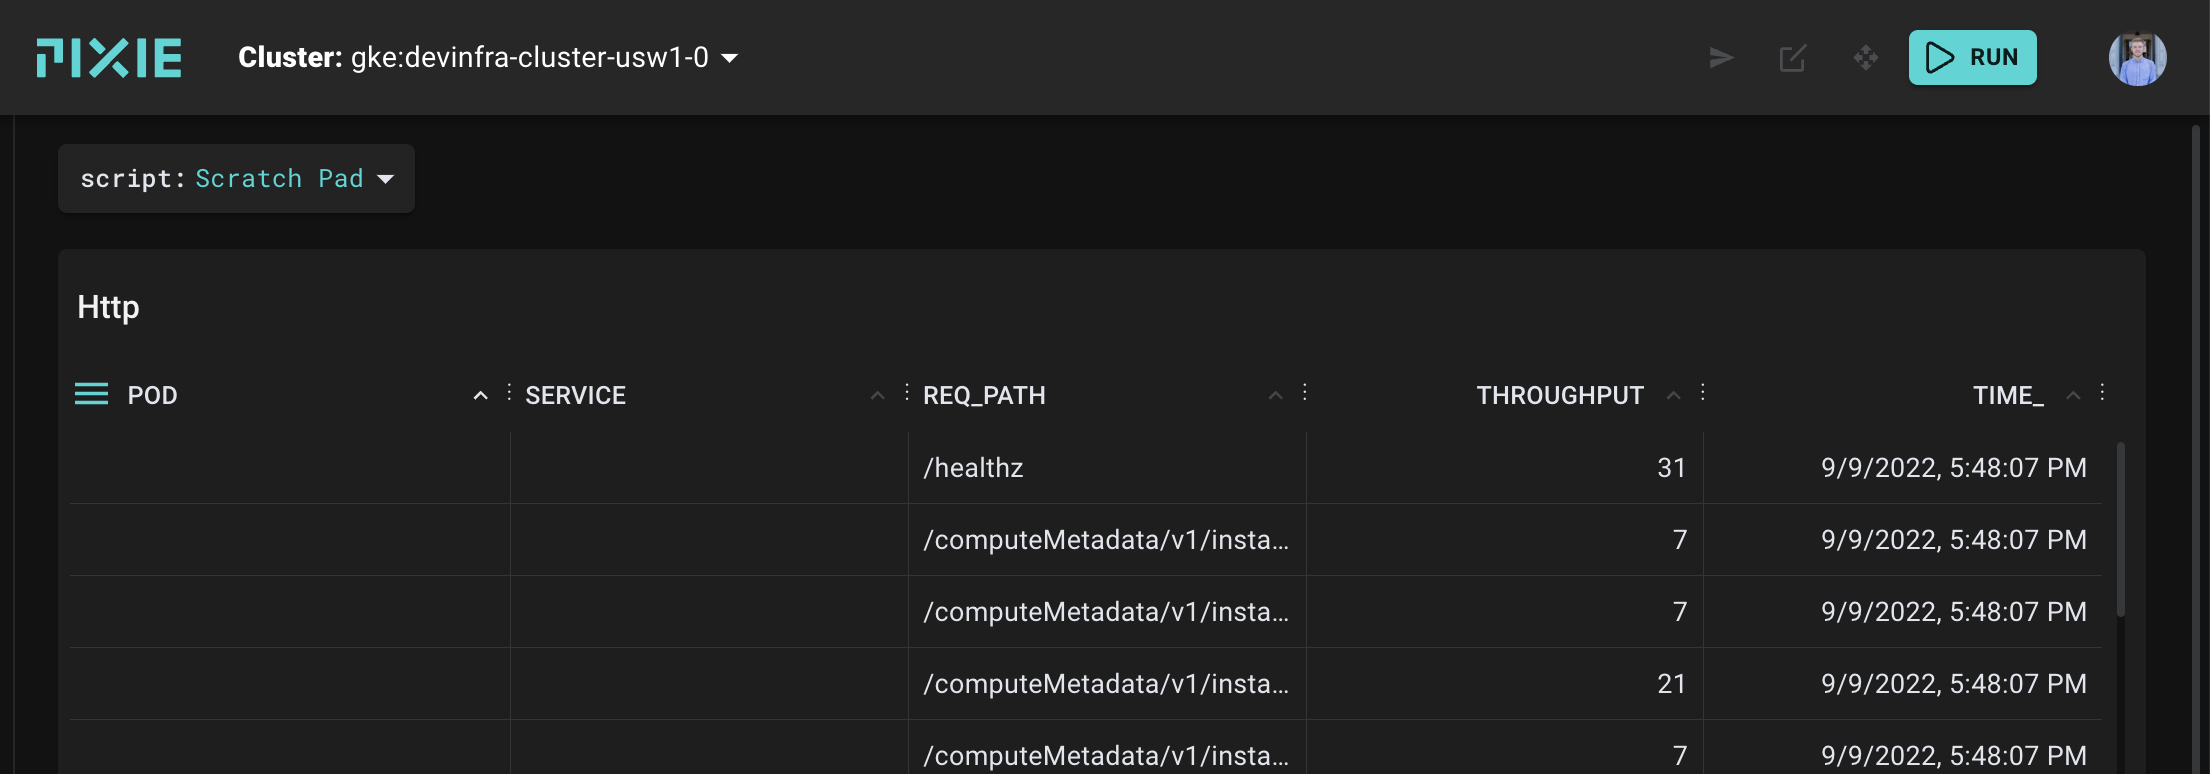 PIXIE Cluster: gke:devinfra-cluster-usw1-0 RUN
script: Scratch Pad
Http
POD SERVICE REQ_PATH THROUGHPUT TIME_
/healthz 31 9/9/2022, 5:48:07 PM
/computeMetadata/v1/insta… 7 9/9/2022, 5:48:07 PM
/computeMetadata/v1/insta… 7 9/9/2022, 5:48:07 PM
/computeMetadata/v1/insta… 21 9/9/2022, 5:48:07 PM
/computeMetadata/v1/insta… 7 9/9/2022, 5:48:07 PM